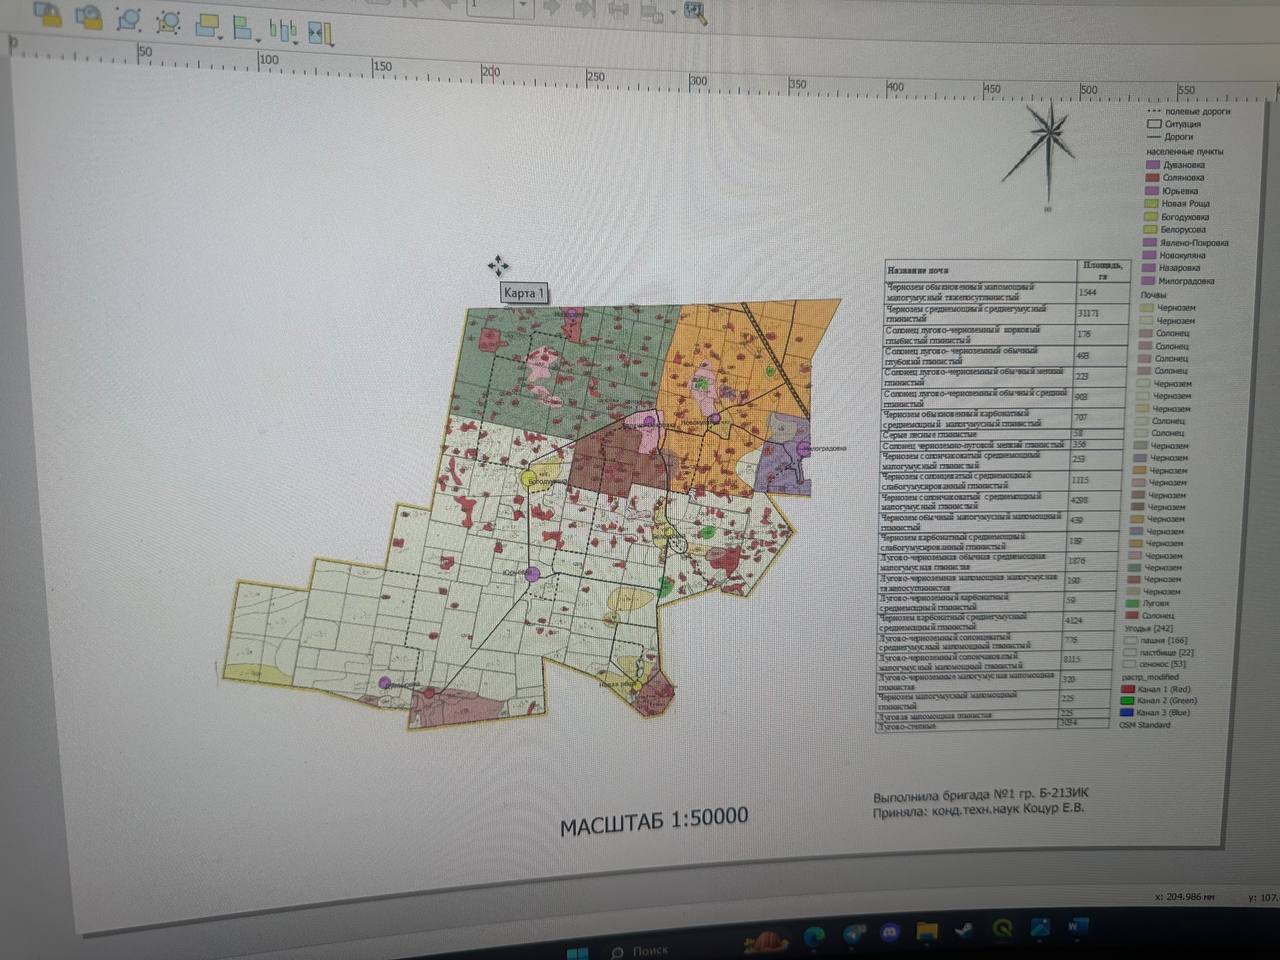 1
50
100
150
200
250
300
350
400
450
500
550
Карта 1
полевые дороги
Ситуация
Дороги
населенные пункты
Дувановка
Соляновка
Юрьевка
Новая Роща
Богодуховка
Белорусова
Явлено-Покровка
Новокуляна
Назаровка
Милоградовка
Почвы
Чернозем
Чернозем
Солонец
Солонец
Солонец
Солонец
Чернозем
Чернозем
Чернозем
Солонец
Солонец
Чернозем
Чернозем
Чернозем
Чернозем
Чернозем
Чернозем
Чернозем
Чернозем
Чернозем
Чернозем
Чернозем
Чернозем
Чернозем
Луговая
Солонец
Угодья [242]
пашня [166]
пастбище [22]
сенокос [53]
растр_modified
Канал 1 (Red)
Канал 2 (Green)
Канал 3 (Blue)
OSM Standard
Название почв Площадь, га
Чернозем обыкновенный маломощный малогумусный тяжелосуглинистый 1544
Чернозем среднемощный среднегумусный глинистый 31171
Солонец лугово-черноземный корковый глыбистый глинистый 176
Солонец лугово-черноземный обычный глубокий глинистый 493
Солонец лугово-черноземный обычный мелкий глинистый 223
Солонец лугово-черноземный обычный средний глинистый 903
Чернозем обыкновенный карбонатный среднемощный малогумусный глинистый 707
Серые лесные глинистые 58
Солонец черноземно-луговой мелкий глинистый 356
Чернозем солончаковатый среднемощный малогумусный глинистый 253
Чернозем солонцеватый среднемощный слабогумусированный глинистый 1115
Чернозем солончаковатый среднемощный малогумусный глинистый 4298
Чернозем обычный малогумусный маломощный глинистый 439
Чернозем карбонатный среднемощный слабогумусированный глинистый 189
Лугово-черноземная обычная среднемощная малогумусная глинистая 1876
Лугово-черноземная маломощная малогумусная тяжелосуглинистая 190
Лугово-черноземный карбонатный среднемощный глинистый 59
Чернозем карбонатный среднегумусный среднемощный глинистый 4124
Лугово-черноземный солонцеватый среднегумусный маломощный глинистый 776
Лугово-черноземный солончаковатый малогумусный маломощный глинистый 8115
Лугово-черноземные малогумусная маломощная глинистая 320
Чернозем малогумусный маломощный глинистый 225
Луговая маломощная глинистая 225
Лугово-степные
Юрьевка
Милоградовка
МАСШТАБ 1:50000
Выполнила бригада №1 гр. Б-213ИК
Приняла: конд.техн.наук Коцур Е.В.
x: 204.986 мм
y: 107.
Поиск